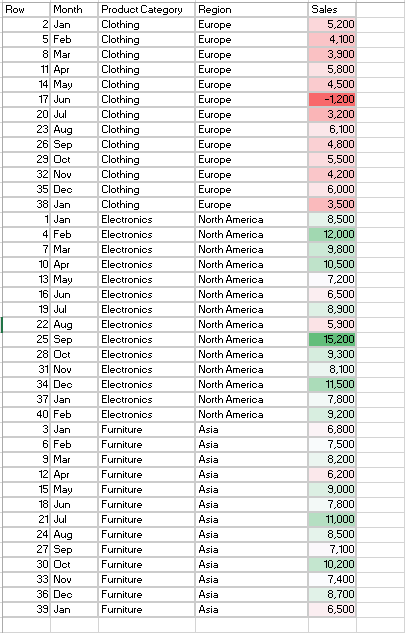 Row Month Product Category Region Sales
2 Jan Clothing Europe 5,200
5 Feb Clothing Europe 4,100
8 Mar Clothing Europe 3,900
11 Apr Clothing Europe 5,800
14 May Clothing Europe 4,500
17 Jun Clothing Europe -1,200
20 Jul Clothing Europe 3,200
23 Aug Clothing Europe 6,100
26 Sep Clothing Europe 4,800
29 Oct Clothing Europe 5,500
32 Nov Clothing Europe 4,200
35 Dec Clothing Europe 6,000
38 Jan Clothing Europe 3,500
1 Jan Electronics North America 8,500
4 Feb Electronics North America 12,000
7 Mar Electronics North America 9,800
10 Apr Electronics North America 10,500
13 May Electronics North America 7,200
16 Jun Electronics North America 6,500
19 Jul Electronics North America 8,900
22 Aug Electronics North America 5,900
25 Sep Electronics North America 15,200
28 Oct Electronics North America 9,300
31 Nov Electronics North America 8,100
34 Dec Electronics North America 11,500
37 Jan Electronics North America 7,800
40 Feb Electronics North America 9,200
3 Jan Furniture Asia 6,800
6 Feb Furniture Asia 7,500
9 Mar Furniture Asia 8,200
12 Apr Furniture Asia 6,200
15 May Furniture Asia 9,000
18 Jun Furniture Asia 7,800
21 Jul Furniture Asia 11,000
24 Aug Furniture Asia 8,500
27 Sep Furniture Asia 7,100
30 Oct Furniture Asia 10,200
33 Nov Furniture Asia 7,400
36 Dec Furniture Asia 8,700
39 Jan Furniture Asia 6,500